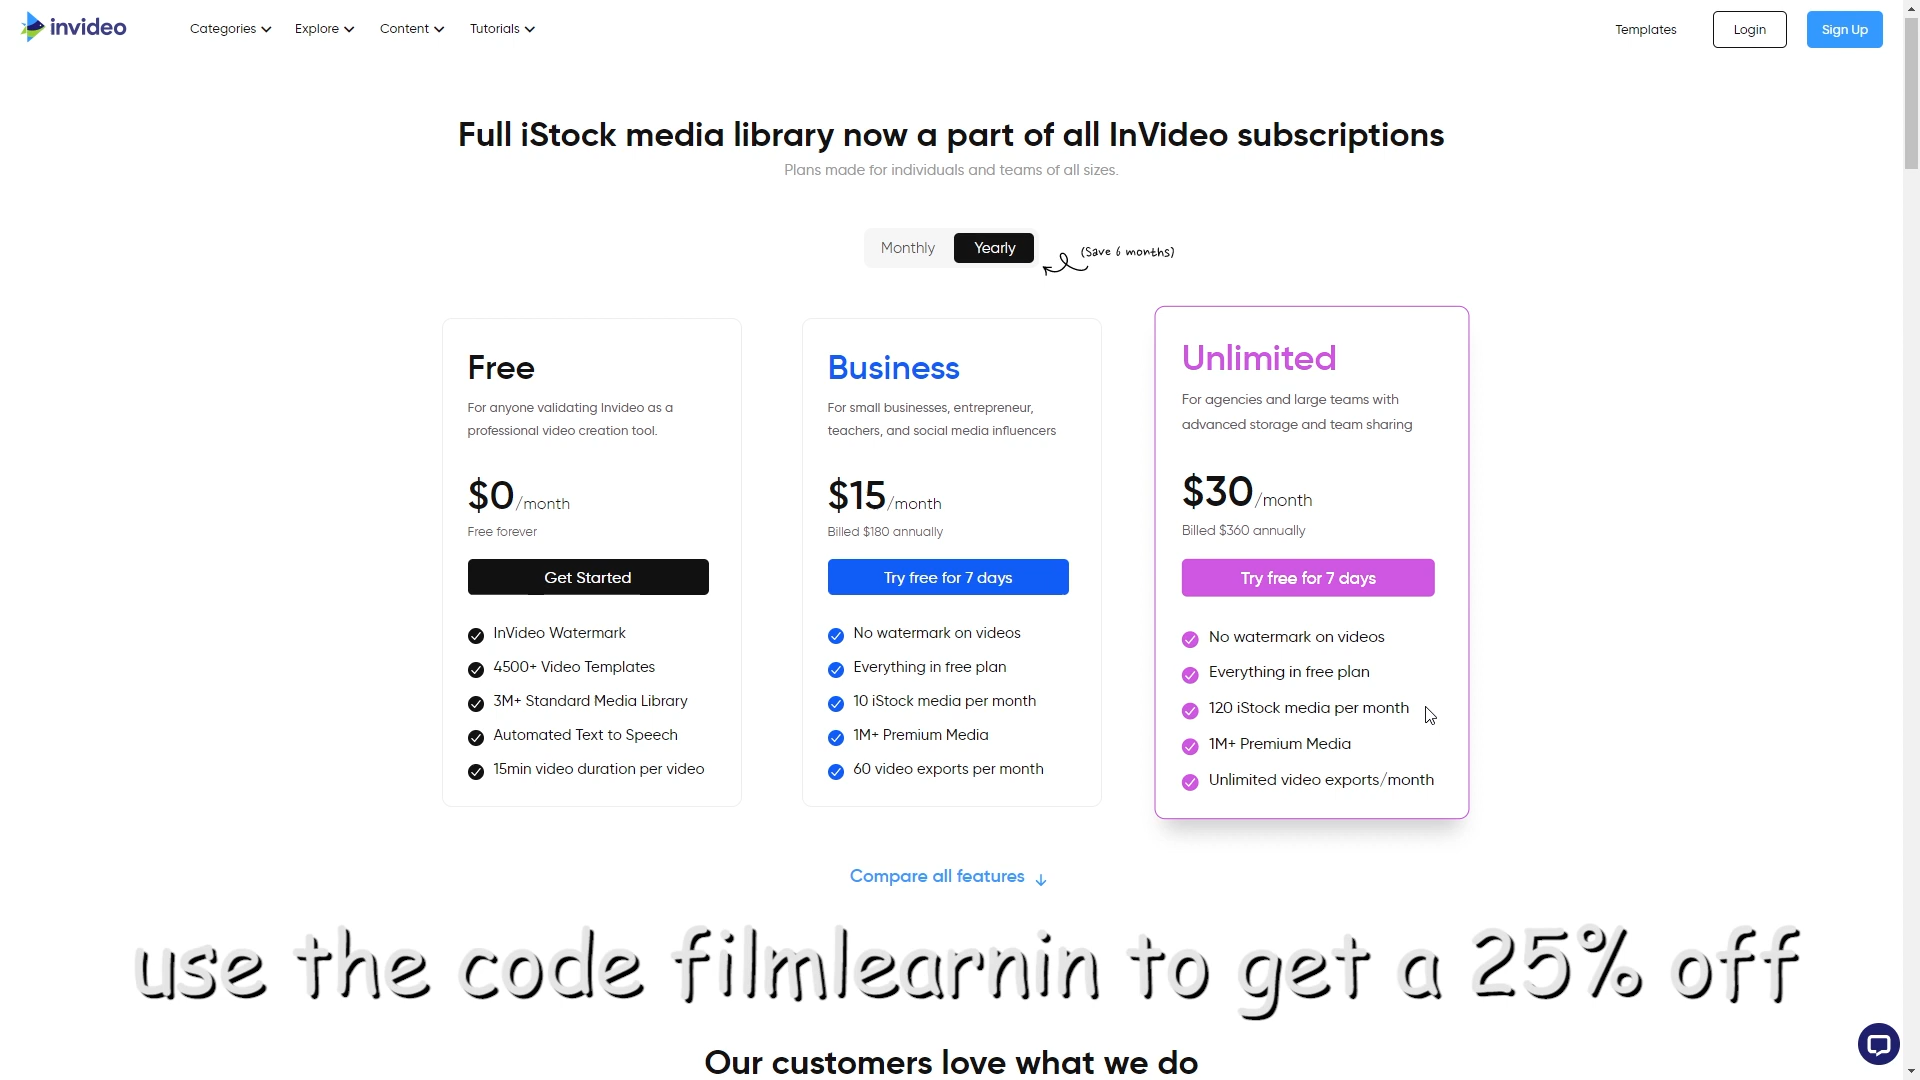 invideo
Categories
Explore
Content
Tutorials
Templates
Login
Sign Up
Full iStock media library now a part of all InVideo subscriptions
Plans made for individuals and teams of all sizes.
Monthly
Yearly
(Save 6 months)
Free
For anyone validating Invideo as a
professional video creation tool.
$0/month
Free forever
Get Started
InVideo Watermark
4500+ Video Templates
3M+ Standard Media Library
Automated Text to Speech
15min video duration per video
Business
For small businesses, entrepreneur,
teachers, and social media influencers
$15/month
Billed $180 annually
Try free for 7 days
No watermark on videos
Everything in free plan
10 iStock media per month
1M+ Premium Media
60 video exports per month
Unlimited
For agencies and large teams with
advanced storage and team sharing
$30/month
Billed $360 annually
Try free for 7 days
No watermark on videos
Everything in free plan
120 iStock media per month
1M+ Premium Media
Unlimited video exports/month
Compare all features
use the code filmlearnin to get a 25% off
Our customers love what we do